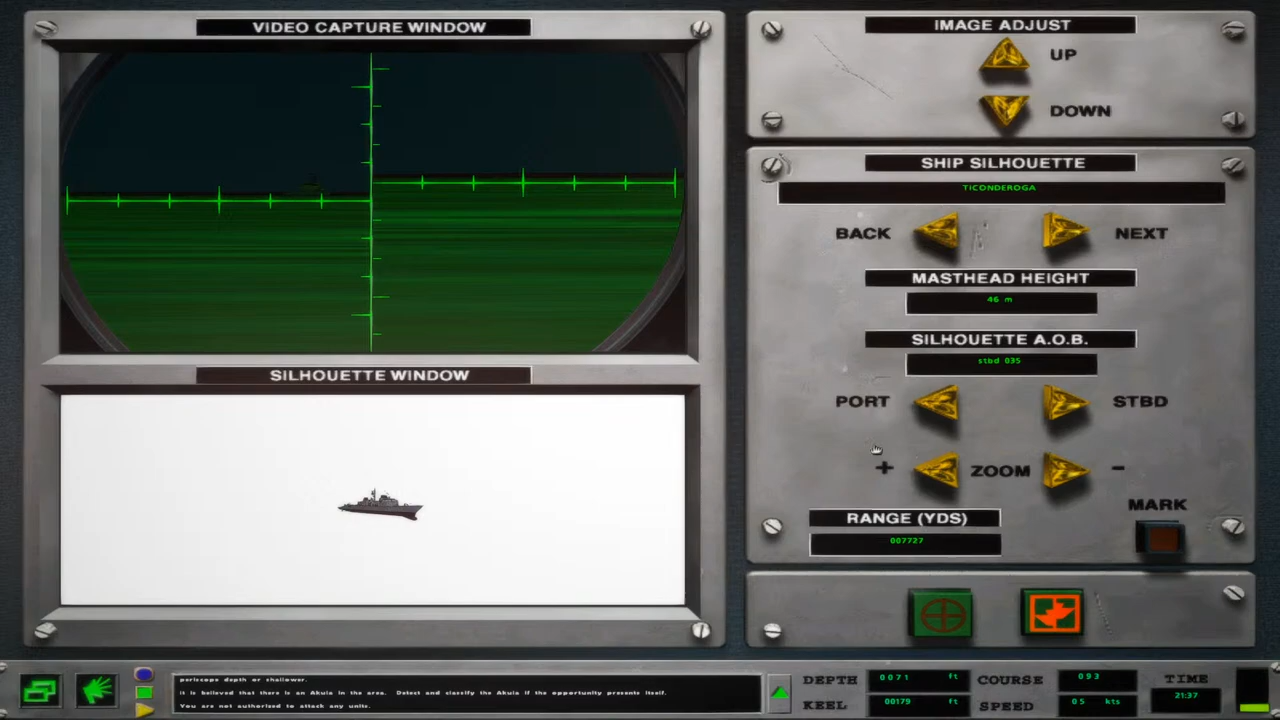 VIDEO CAPTURE WINDOW
SILHOUETTE WINDOW
IMAGE ADJUST
UP
DOWN
SHIP SILHOUETTE
TICONDEROGA
BACK
NEXT
MASTHEAD HEIGHT
46 m
SILHOUETTE A.O.B.
stbd 035
PORT
STBD
+ ZOOM -
MARK
RANGE (YDS)
007727
periscope depth or shallower.
It is believed that there is an Akula in the area. Detect and classify the Akula if the opportunity presents itself.
You are not authorized to attack any units.
DEPTH 0071 ft COURSE 093 TIME
KEEL 00179 ft SPEED 05 kts 21:37